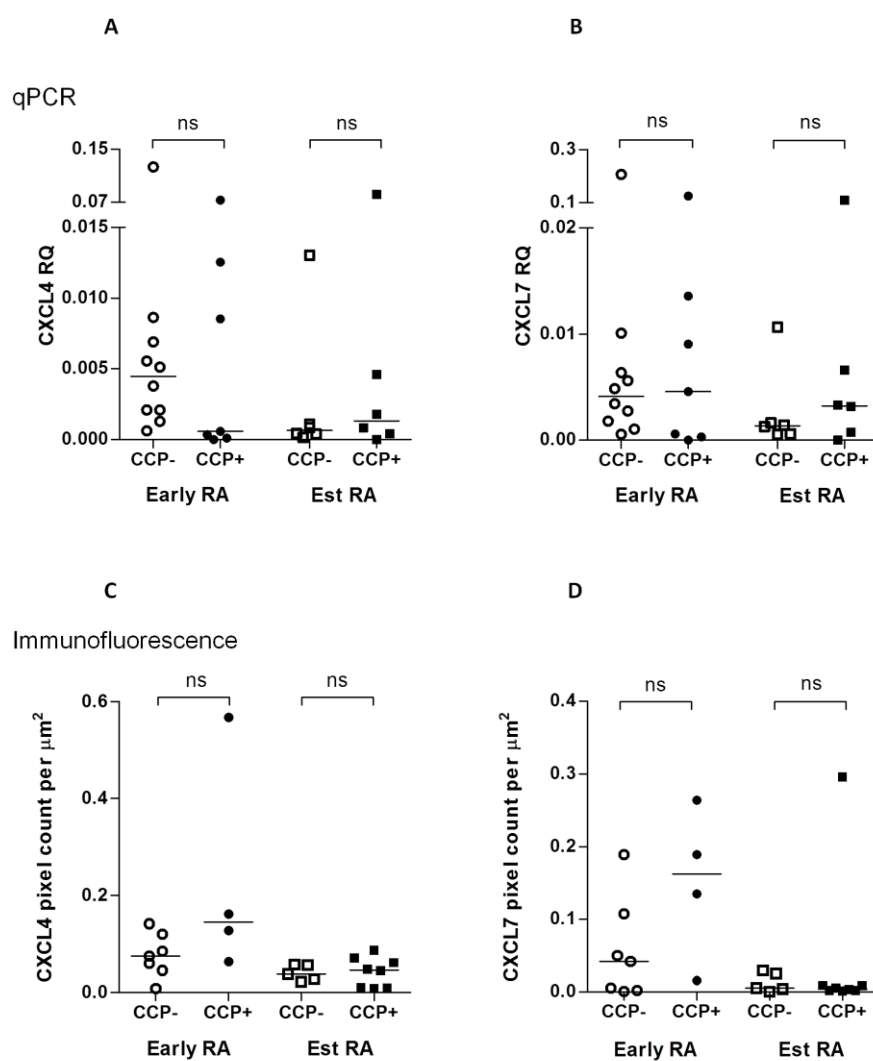 A
B
qPCR
ns
ns
ns
ns
0.15
0.07
0.015
0.010
0.005
0.000
CXCL4 RQ
CCP-
CCP+
CCP-
CCP+
Early RA
Est RA
0.3
0.1
0.02
0.01
0.00
CXCL7 RQ
CCP-
CCP+
CCP-
CCP+
Early RA
Est RA
C
D
Immunofluorescence
ns
ns
ns
ns
0.6
0.4
0.2
0.0
CXCL4 pixel count per μm²
CCP-
CCP+
CCP-
CCP+
Early RA
Est RA
0.4
0.3
0.2
0.1
0.0
CXCL7 pixel count per μm²
CCP-
CCP+
CCP-
CCP+
Early RA
Est RA